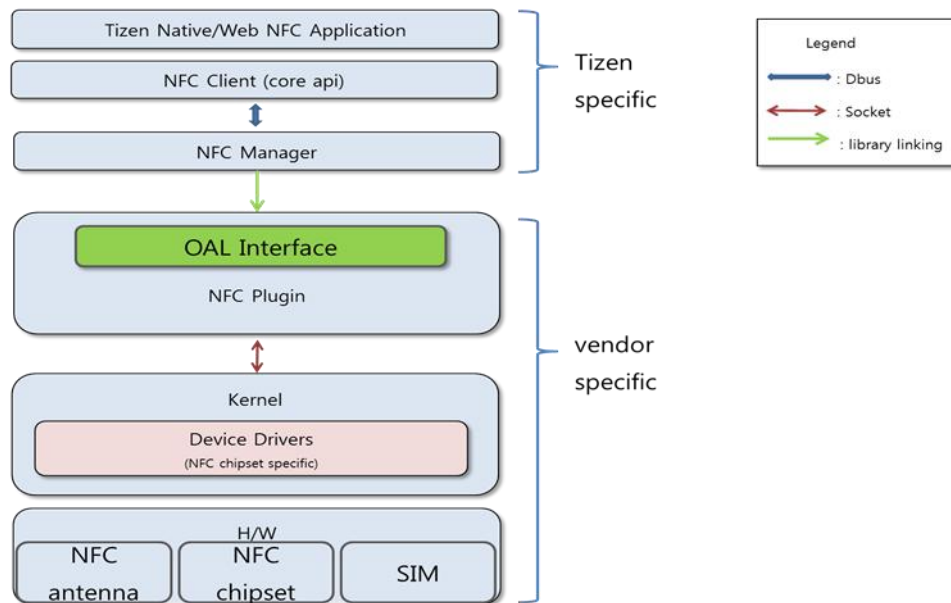 Tizen Native/Web NFC Application
NFC Client (core api)
NFC Manager
Tizen
specific
Legend
: Dbus
: Socket
: library linking
OAL Interface
NFC Plugin
Kernel
Device Drivers
(NFC chipset specific)
vendor
specific
H/W
NFC
antenna
NFC
chipset
SIM